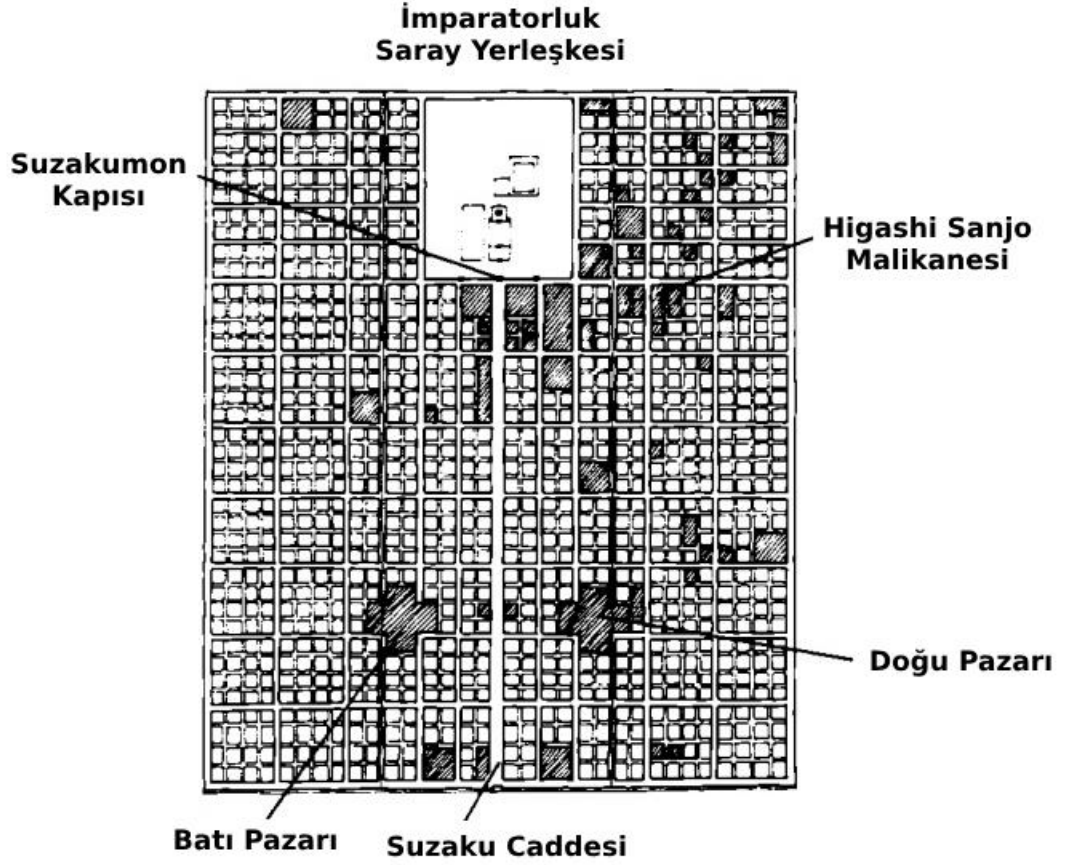 İmparatorluk
Saray Yerleşkesi
Suzakumon
Kapısı
Higashi Sanjo
Malikanesi
Doğu Pazarı
Batı Pazarı
Suzaku Caddesi